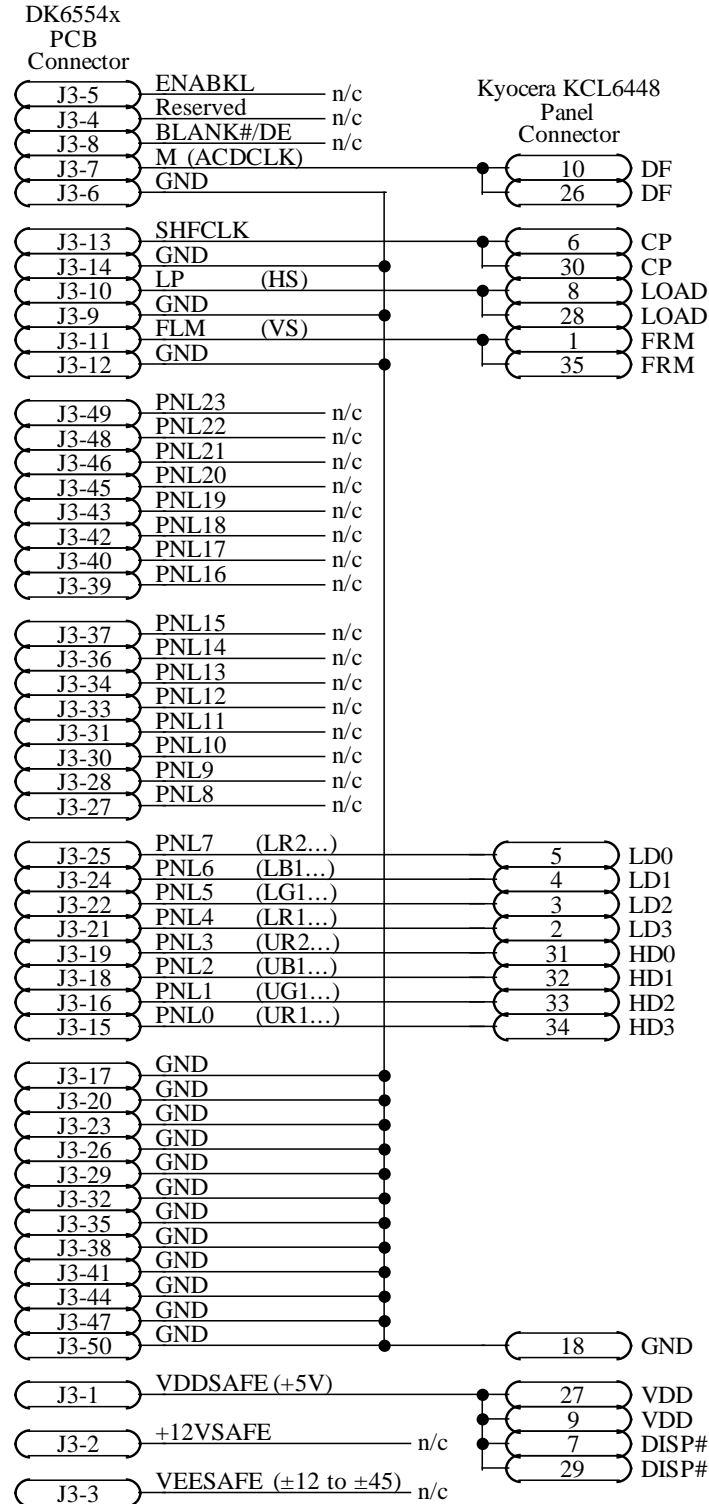 DK6554x
PCB
Connector
Kyocera KCL6448
Panel
Connector
J3-5 ENABKL n/c
J3-4 Reserved n/c
J3-8 BLANK#/DE n/c
J3-7 M (ACDCLK) 10 DF
J3-6 GND 26 DF
J3-13 SHFCLK 6 CP
J3-14 GND 30 CP
J3-10 LP (HS) 8 LOAD
J3-9 GND 28 LOAD
J3-11 FLM (VS) 1 FRM
J3-12 GND 35 FRM
J3-49 PNL23 n/c
J3-48 PNL22 n/c
J3-46 PNL21 n/c
J3-45 PNL20 n/c
J3-43 PNL19 n/c
J3-42 PNL18 n/c
J3-40 PNL17 n/c
J3-39 PNL16 n/c
J3-37 PNL15 n/c
J3-36 PNL14 n/c
J3-34 PNL13 n/c
J3-33 PNL12 n/c
J3-31 PNL11 n/c
J3-30 PNL10 n/c
J3-28 PNL9 n/c
J3-27 PNL8 n/c
J3-25 PNL7 (LR2...) 5 LD0
J3-24 PNL6 (LB1...) 4 LD1
J3-22 PNL5 (LG1...) 3 LD2
J3-21 PNL4 (LR1...) 2 LD3
J3-19 PNL3 (UR2...) 31 HD0
J3-18 PNL2 (UB1...) 32 HD1
J3-16 PNL1 (UG1...) 33 HD2
J3-15 PNL0 (UR1...) 34 HD3
J3-17 GND
J3-20 GND
J3-23 GND
J3-26 GND
J3-29 GND
J3-32 GND
J3-35 GND
J3-38 GND
J3-41 GND
J3-44 GND
J3-47 GND
J3-50 GND 18 GND
J3-1 VDDSAFE (+5V) 27 VDD
9 VDD
J3-2 +12VSAFE n/c 7 DISP#
29 DISP#
J3-3 VEESAFE (±12 to ±45) n/c